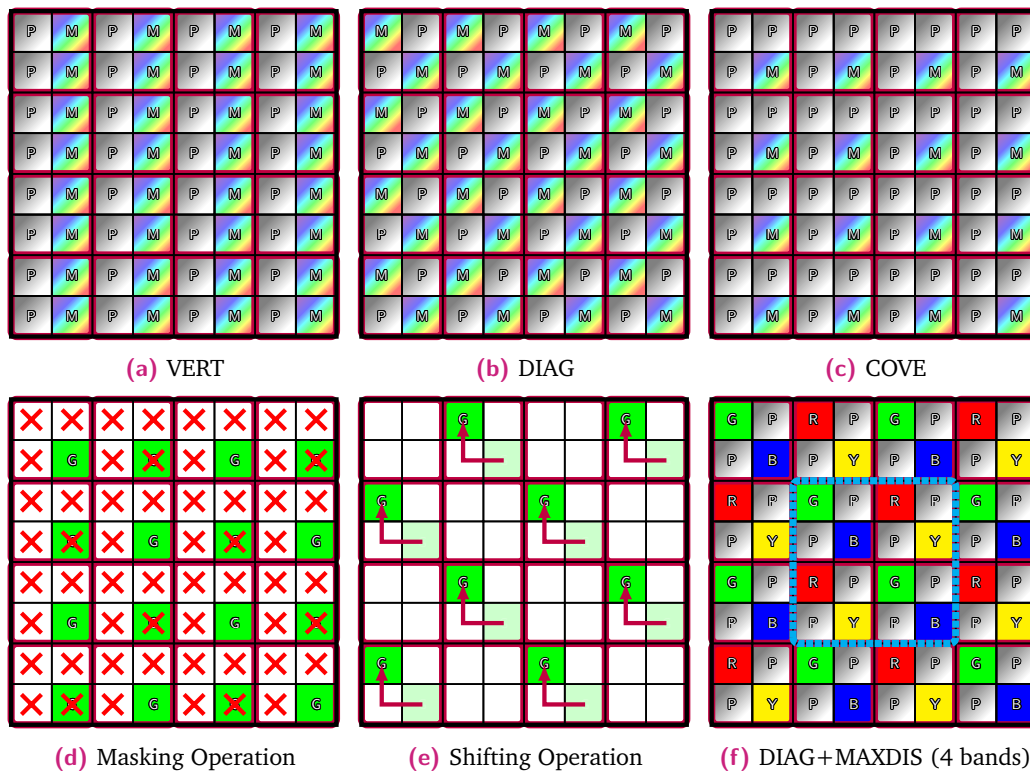 P M P M P M P M
P M P M P M P M
P M P M P M P M
P M P M P M P M
P M P M P M P M
P M P M P M P M
P M P M P M P M
P M P M P M P M
(a) VERT
M P M P M P M P
P M P M P M P M
M P M P M P M P
P M P M P M P M
M P M P M P M P
P M P M P M P M
M P M P M P M P
P M P M P M P M
(b) DIAG
P P P P P P P P
P M P M P M P M
P P P P P P P P
P M P M P M P M
P P P P P P P P
P M P M P M P M
P P P P P P P P
P M P M P M P M
(c) COVE
G G G G
G G G G
G G G G
G G G G
(d) Masking Operation
G G
G G
G G
G G
(e) Shifting Operation
G P R P G P R P
P B P Y P B P Y
R P G P R P G P
P Y P B P Y P B
G P R P G P R P
P B P Y P B P Y
R P G P R P G P
P Y P B P Y P B
(f) DIAG+MAXDIS (4 bands)